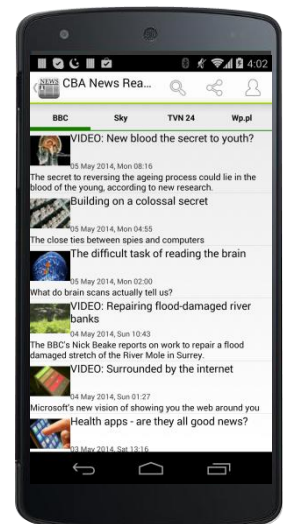 4:02
NEWS
CBA News Rea...
BBC Sky TVN 24 Wp.pl
VIDEO: New blood the secret to youth?
05 May 2014, Mon 08:16
The secret to reversing the ageing process could lie in the
blood of the young, according to new research.
Building on a colossal secret
05 May 2014, Mon 04:55
The close ties between spies and computers
The difficult task of reading the brain
05 May 2014, Mon 02:00
What do brain scans actually tell us?
VIDEO: Repairing flood-damaged river
banks
04 May 2014, Sun 10:43
The BBC's Nick Beake reports on work to repair a flood
damaged stretch of the River Mole in Surrey.
VIDEO: Surrounded by the internet
04 May 2014, Sun 01:27
Microsoft's new vision of showing you the web around you
Health apps - are they all good news?
03 May 2014, Sat 13:16